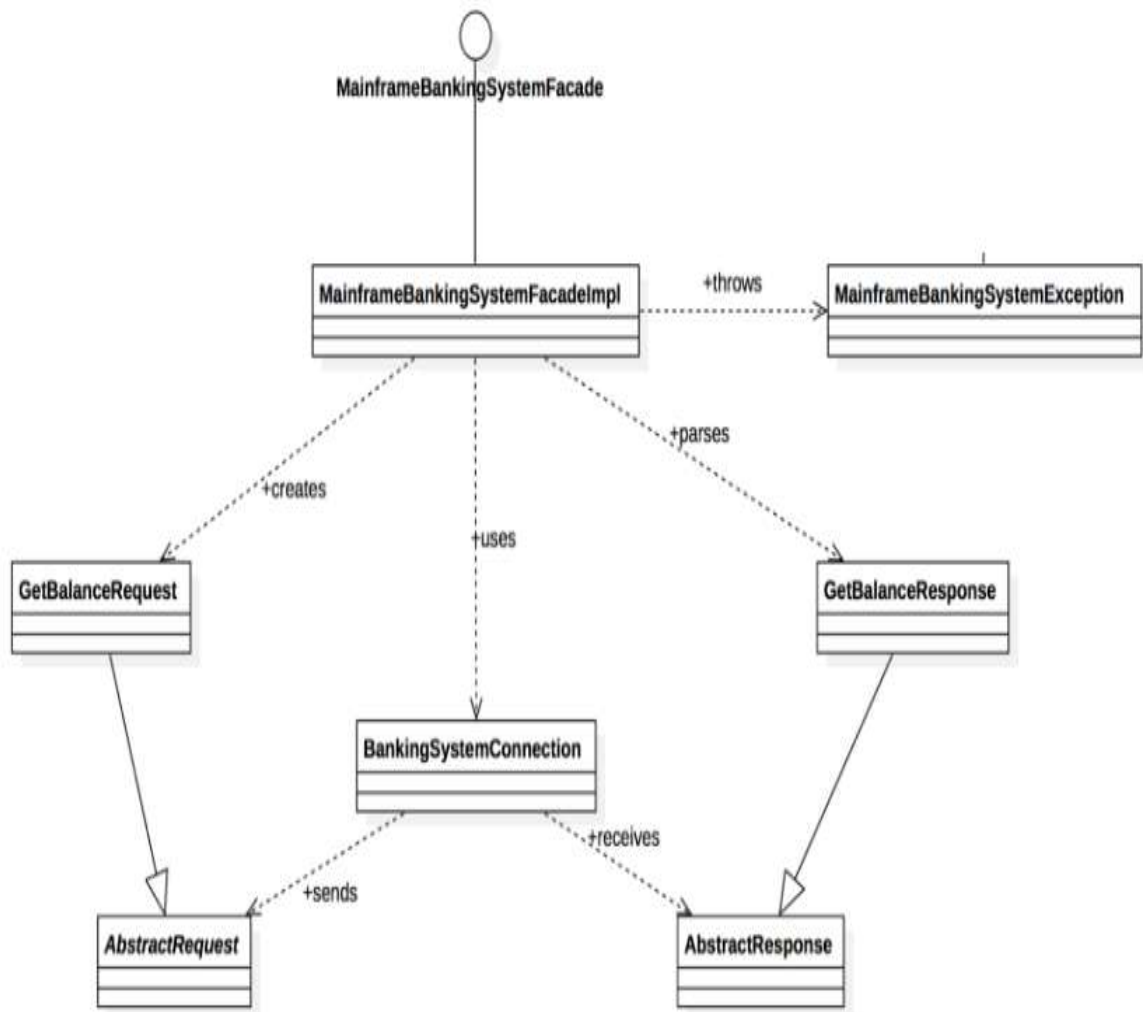 MainframeBankingSystemFacade
MainframeBankingSystemFacadeImpl
+throws
MainframeBankingSystemException
+parses
+creates
+uses
GetBalanceRequest
GetBalanceResponse
BankingSystemConnection
+receives
+sends
AbstractRequest
AbstractResponse